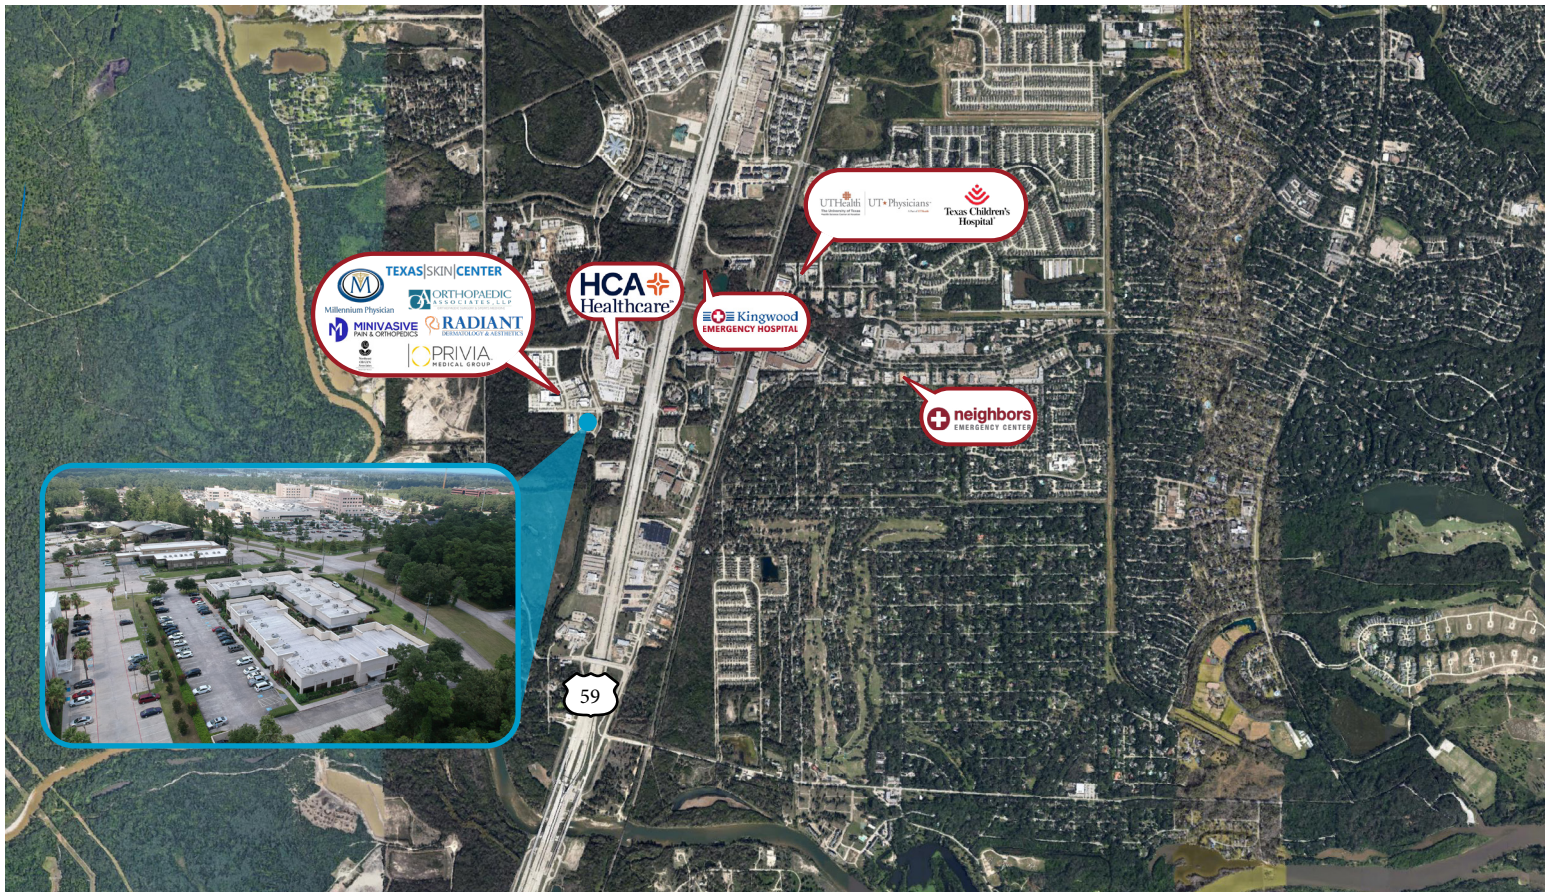 UTHealth
The University of Texas
UT Physicians
Texas Children's
Hospital
TEXAS|SKIN|CENTER
Millennium Physician
ORTHOPAEDIC
ASSOCIATES, LLP
MINIVASIVE
PAIN & ORTHOPEDICS
RADIANT
DERMATOLOGY & AESTHETICS
PRIVIA
MEDICAL GROUP
HCA
Healthcare
Kingwood
EMERGENCY HOSPITAL
neighbors
EMERGENCY CENTER
59